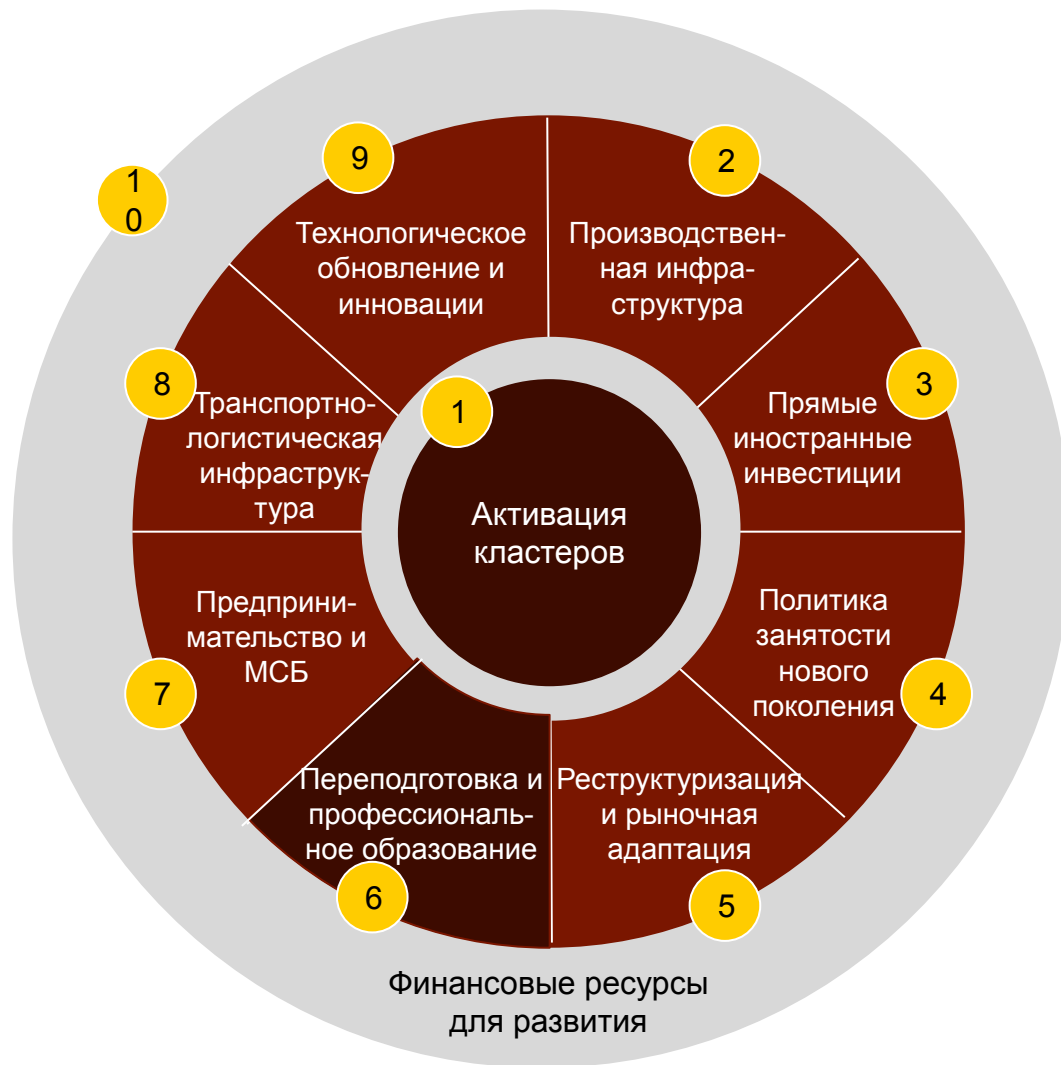 9
2
1
0
Технологическое
обновление и
инновации
Производствен-
ная инфра-
структура
8
1
3
Транспортно-
логистическая
инфраструк-
тура
Прямые
иностранные
инвестиции
Активация
кластеров
Предприни-
мательство и
МСБ
Политика
занятости
нового
поколения
7
4
Переподготовка и
профессиональ-
ное образование
Реструктуризация
и рыночная
адаптация
6
5
Финансовые ресурсы
для развития